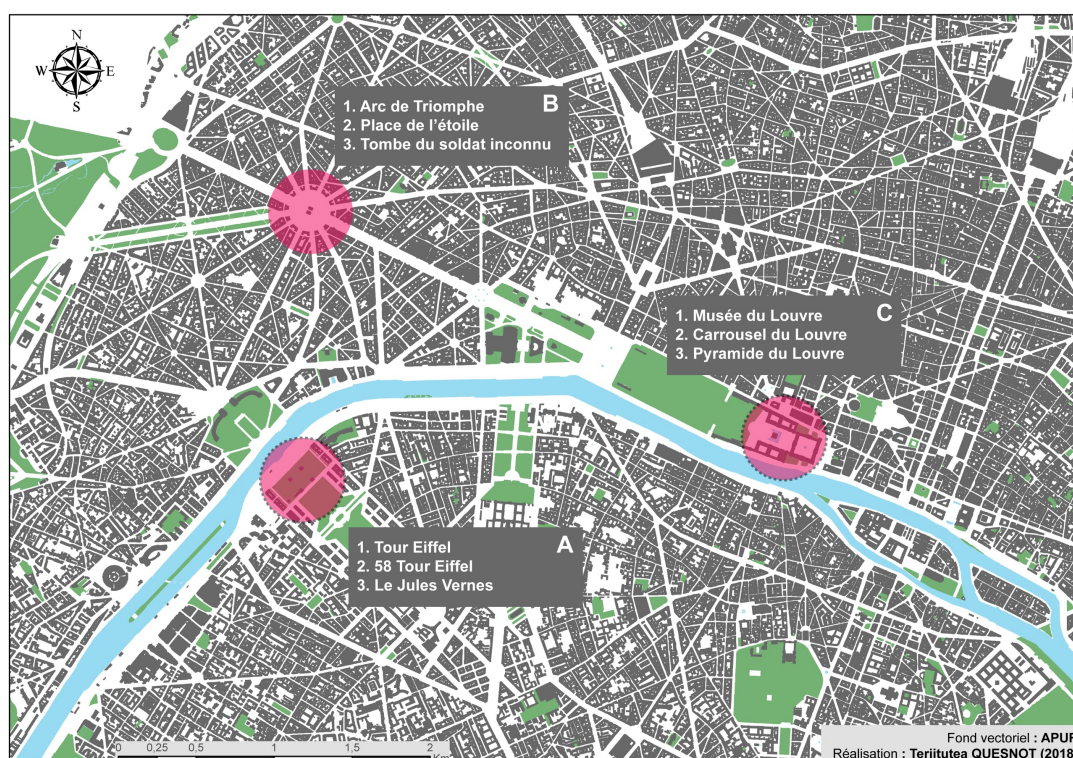 N
W E
S
B
1. Arc de Triomphe
2. Place de l'étoile
3. Tombe du soldat inconnu
C
1. Musée du Louvre
2. Carrousel du Louvre
3. Pyramide du Louvre
A
1. Tour Eiffel
2. 58 Tour Eiffel
3. Le Jules Vernes
0 0,25 0,5 1 1,5 2
Km
Fond vectoriel : APUR
Réalisation : Teriitutea QUESNOT (2018